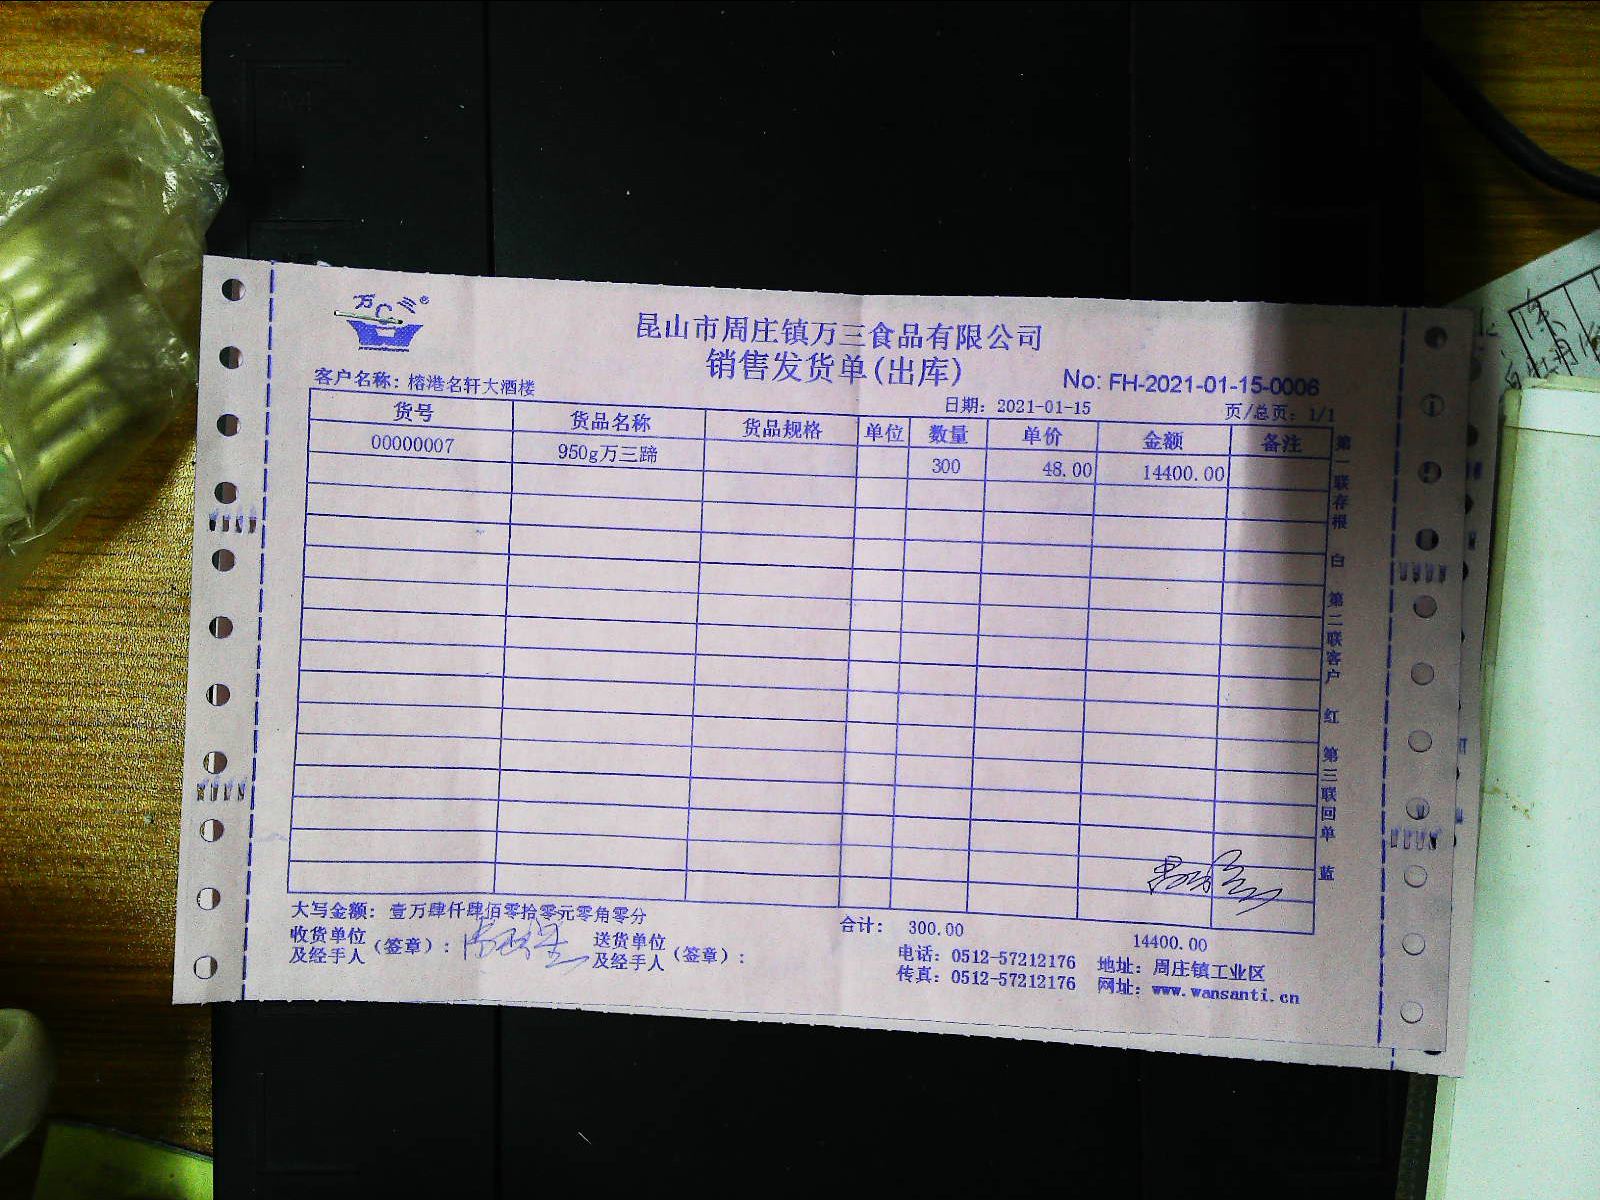 万三®
昆山市周庄镇万三食品有限公司
销售发货单(出库)
No: FH-2021-01-15-0006
客户名称: 榕港名轩大酒楼
日期: 2021-01-15
页/总页: 1/1
货号 货品名称 货品规格 单位 数量 单价 金额 备注
00000007 950g万三蹄 300 48.00 14400.00
第一联存根 白 第二联客户 红 第三联回单 蓝
大写金额: 壹万肆仟肆佰零拾零元零角零分
合计: 300.00 14400.00
收货单位及经手人(签章):
送货单位及经手人(签章):
电话: 0512-57212176 地址: 周庄镇工业区
传真: 0512-57212176 网址: www.wansanti.cn